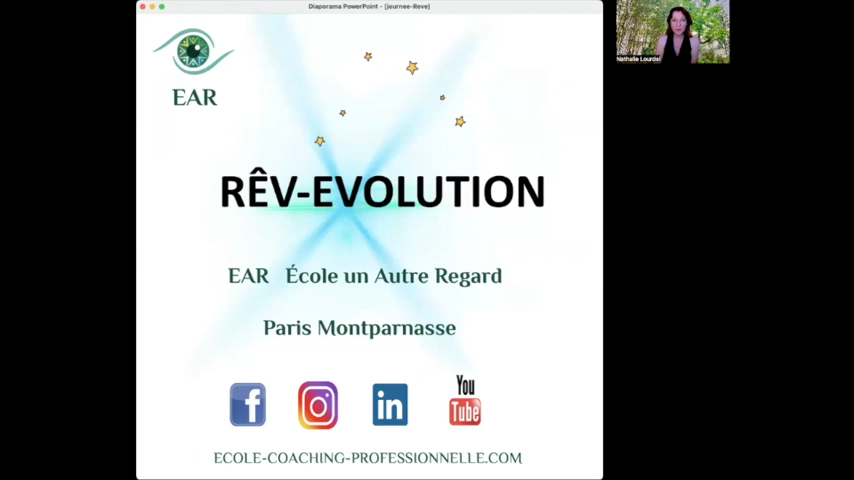 Diaporama PowerPoint - [journee-Reve]
Nathalie Lourdel
EAR
RÊV-EVOLUTION
EAR École un Autre Regard
Paris Montparnasse
f
in
You
Tube
ECOLE-COACHING-PROFESSIONNELLE.COM